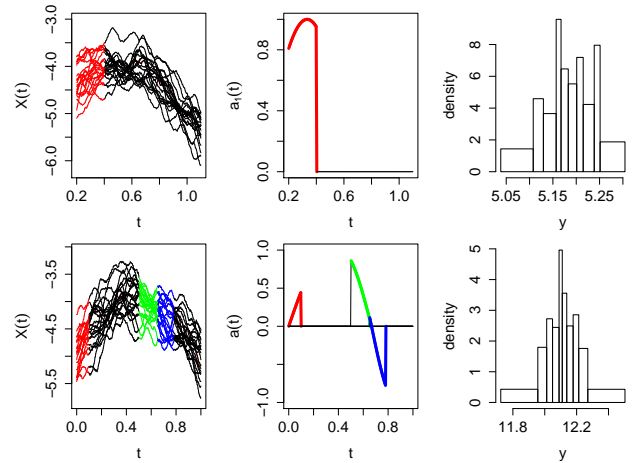 X(t)
−3.0
−4.0
−5.0
−6.0
0.2 0.6 1.0
t
a₁(t)
0.8
0.4
0.0
0.2 0.6 1.0
t
density
8
6
4
2
0
5.05 5.15 5.25
y
X(t)
−3.5
−4.5
−5.5
0.0 0.4 0.8
t
a(t)
1.0
0.5
0.0
−1.0
0.0 0.4 0.8
t
density
5
4
3
2
1
0
11.8 12.2
y